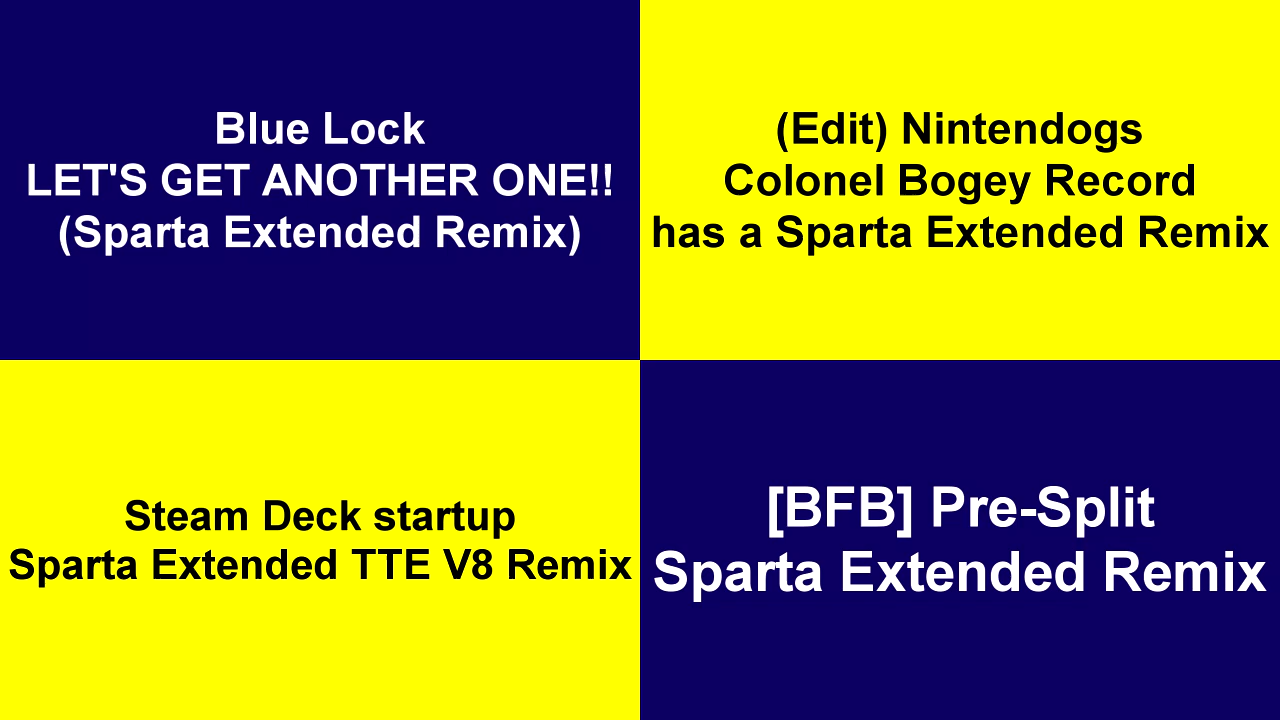 Blue Lock
LET'S GET ANOTHER ONE!!
(Sparta Extended Remix)
(Edit) Nintendogs
Colonel Bogey Record
has a Sparta Extended Remix
Steam Deck startup
Sparta Extended TTE V8 Remix
[BFB] Pre-Split
Sparta Extended Remix